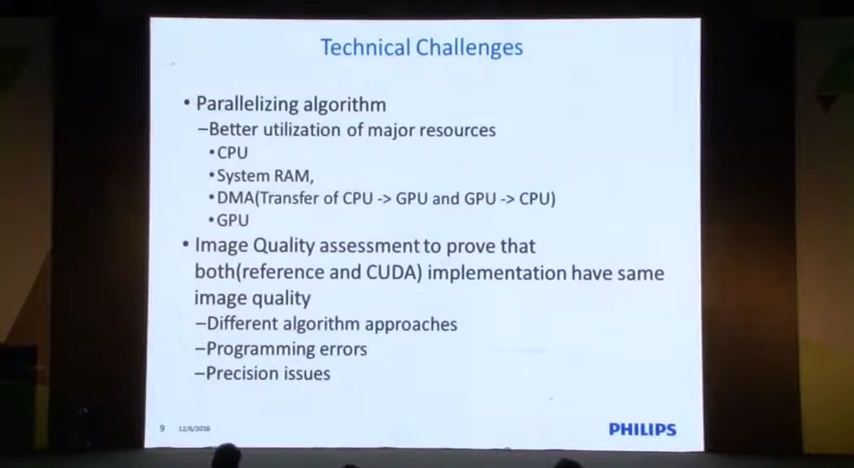 Technical Challenges
• Parallelizing algorithm
–Better utilization of major resources
•CPU
•System RAM,
•DMA(Transfer of CPU -> GPU and GPU -> CPU)
•GPU
• Image Quality assessment to prove that
both(reference and CUDA) implementation have same
image quality
–Different algorithm approaches
–Programming errors
–Precision issues
9 12/6/2016
PHILIPS